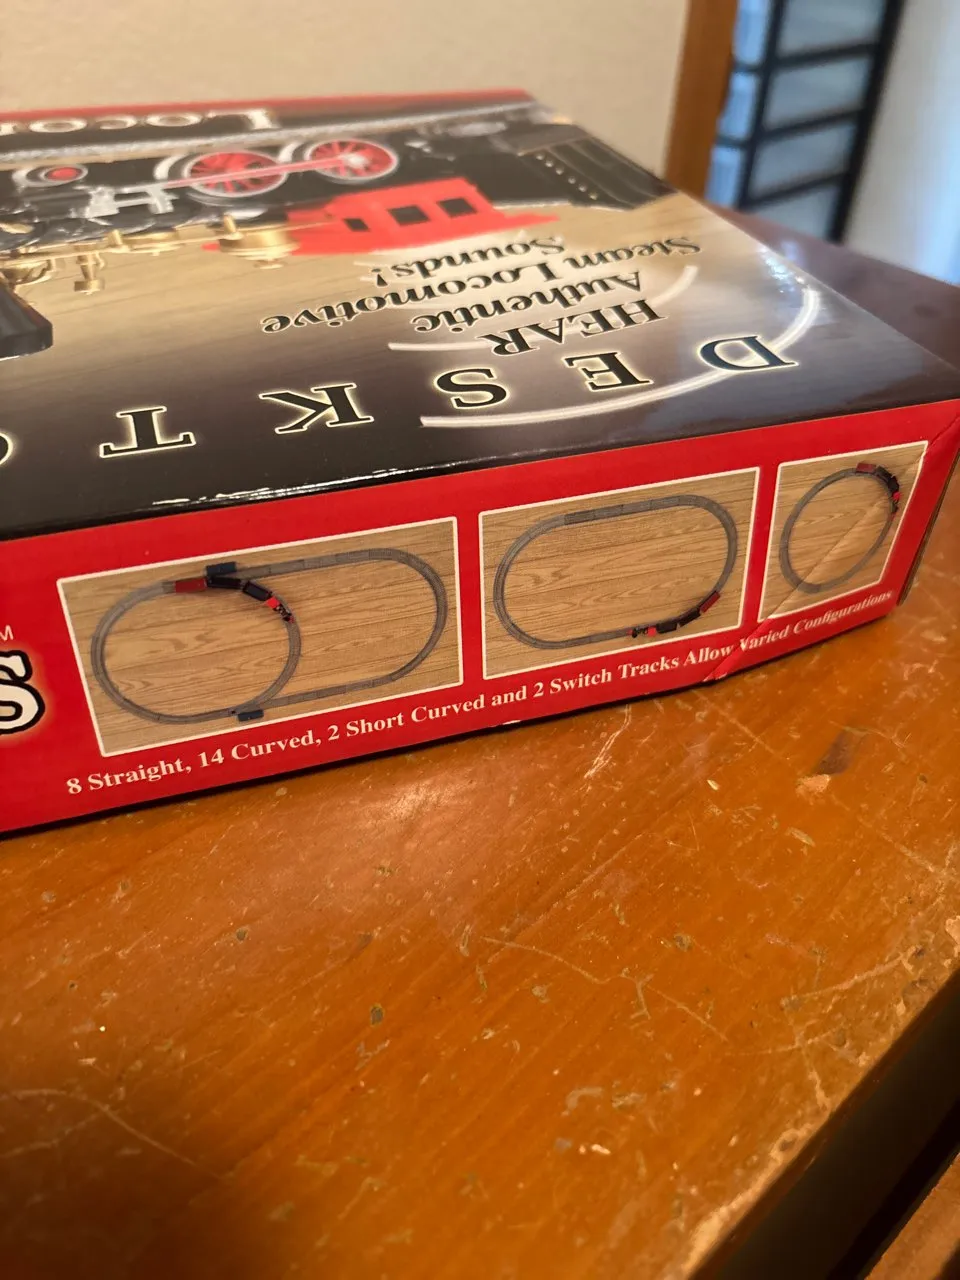 HEAR
Authentic
Steam Locomotive
Sounds!
8 Straight, 14 Curved, 2 Short Curved and 2 Switch Tracks Allow Varied Configurations
TM